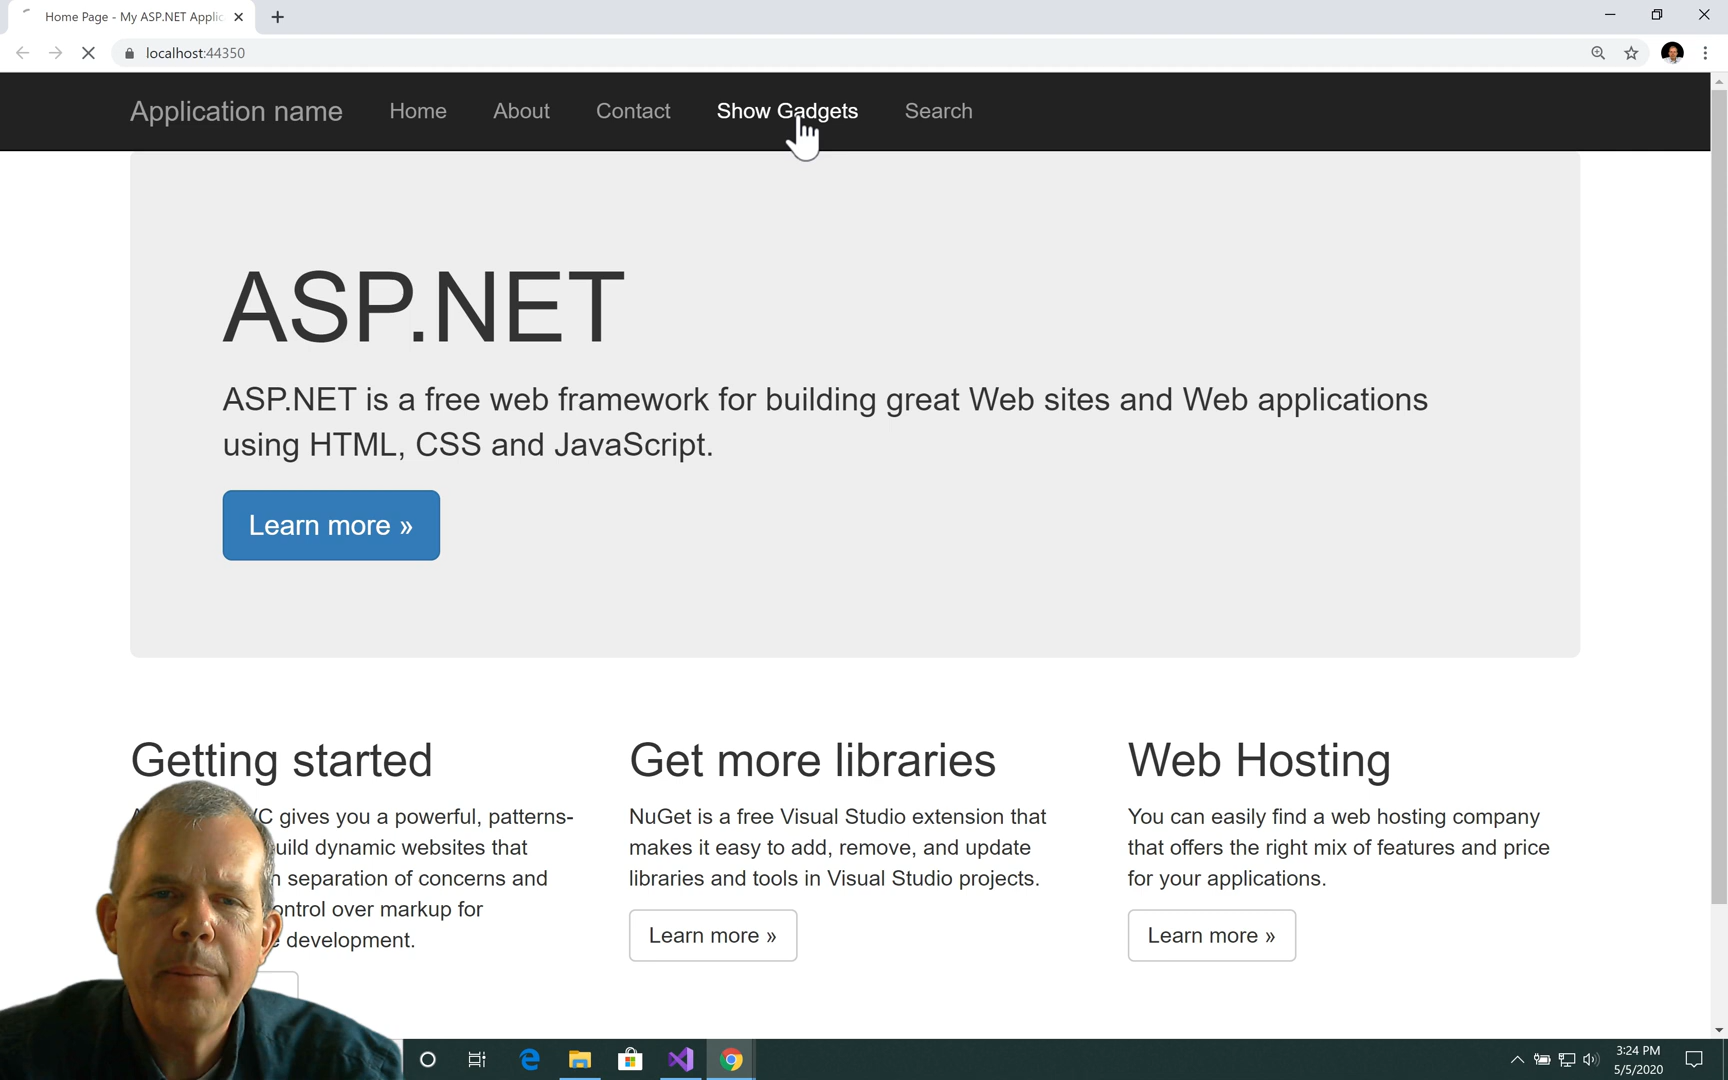 Home Page - My ASP.NET Applic
localhost:44350
Application name Home About Contact Show Gadgets Search
ASP.NET
ASP.NET is a free web framework for building great Web sites and Web applications
using HTML, CSS and JavaScript.
Learn more »
Getting started
gives you a powerful, patterns-
dynamic websites that
separation of concerns and
over markup for
development.
Get more libraries
NuGet is a free Visual Studio extension that
makes it easy to add, remove, and update
libraries and tools in Visual Studio projects.
Learn more »
Web Hosting
You can easily find a web hosting company
that offers the right mix of features and price
for your applications.
Learn more »
3:24 PM
5/5/2020